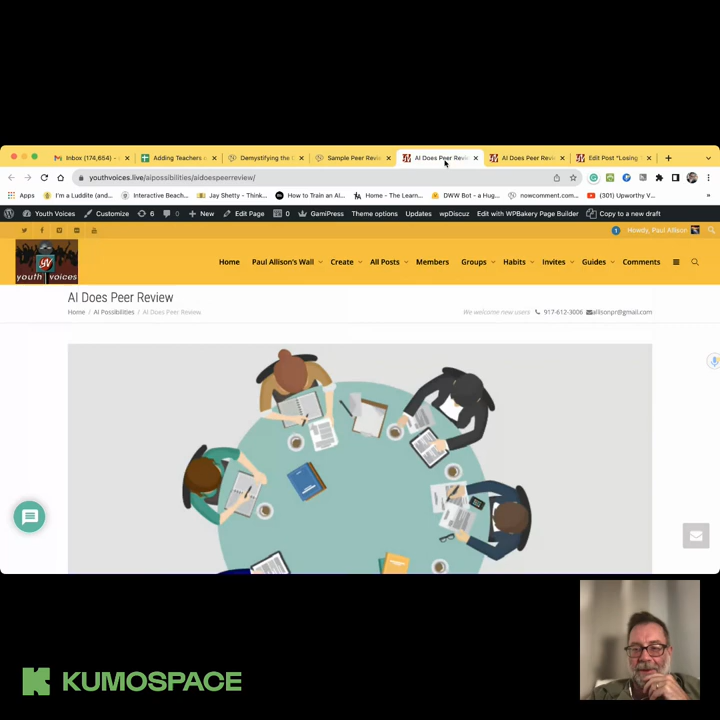 Inbox (174,654) –
Adding Teachers a
Demystifying the C
Sample Peer Revie
AI Does Peer Revie
AI Does Peer Revie
Edit Post "Losing
youthvoices.live/aipossibilities/aidoespeerreview/
Apps
I'm a Luddite (and...
Interactive Beach...
Jay Shetty – Think...
How to Train an AI...
Home - The Learn...
DWW Book - a Hug...
nowcomment.com...
(301) Upworthy V...
Youth Voices
Customize
6
0
New
Edit Page
0
GamiPress
Theme options
Updates
wpDiscuz
Edit with WPBakery Page Builder
Copy to a new draft
1
Howdy, Paul Allison
YV
youth voices
Home
Paul Allison's Wall
Create
All Posts
Members
Groups
Habits
Invites
Guides
Comments
AI Does Peer Review
Home / AI Possibilities / AI Does Peer Review
We welcome new users
917-612-3006
allisonpr@gmail.com
KUMOSPACE